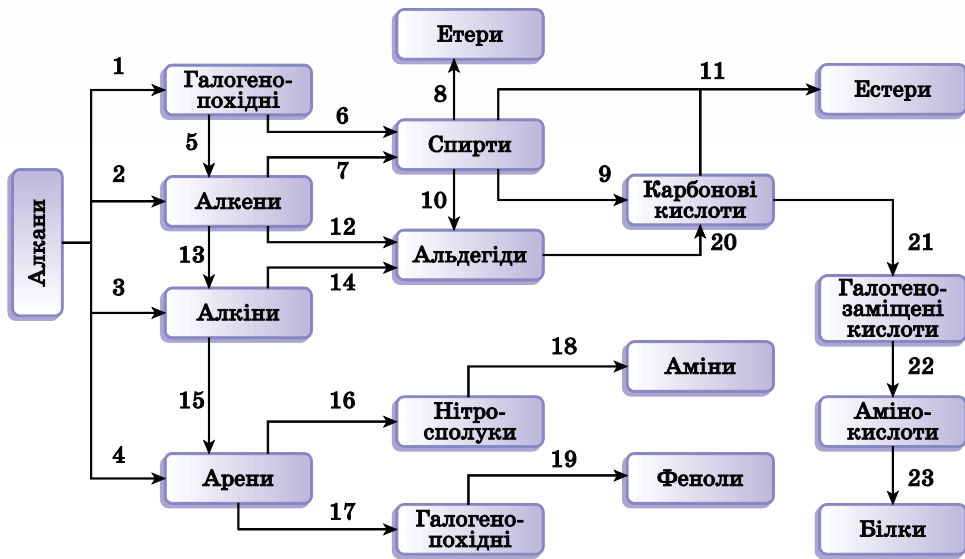 Етери
1
Галогено-
похідні
8
11
Естери
6
5
Спирти
2
7
9
Карбонові
кислоти
Алкани
Алкени
10
12
20
21
13
Альдегіди
3
14
Галогено-
заміщені
кислоти
Алкіни
18
Аміни
22
15
16
Нітро-
сполуки
Аміно-
кислоти
4
19
Арени
Феноли
23
17
Галогено-
похідні
Білки